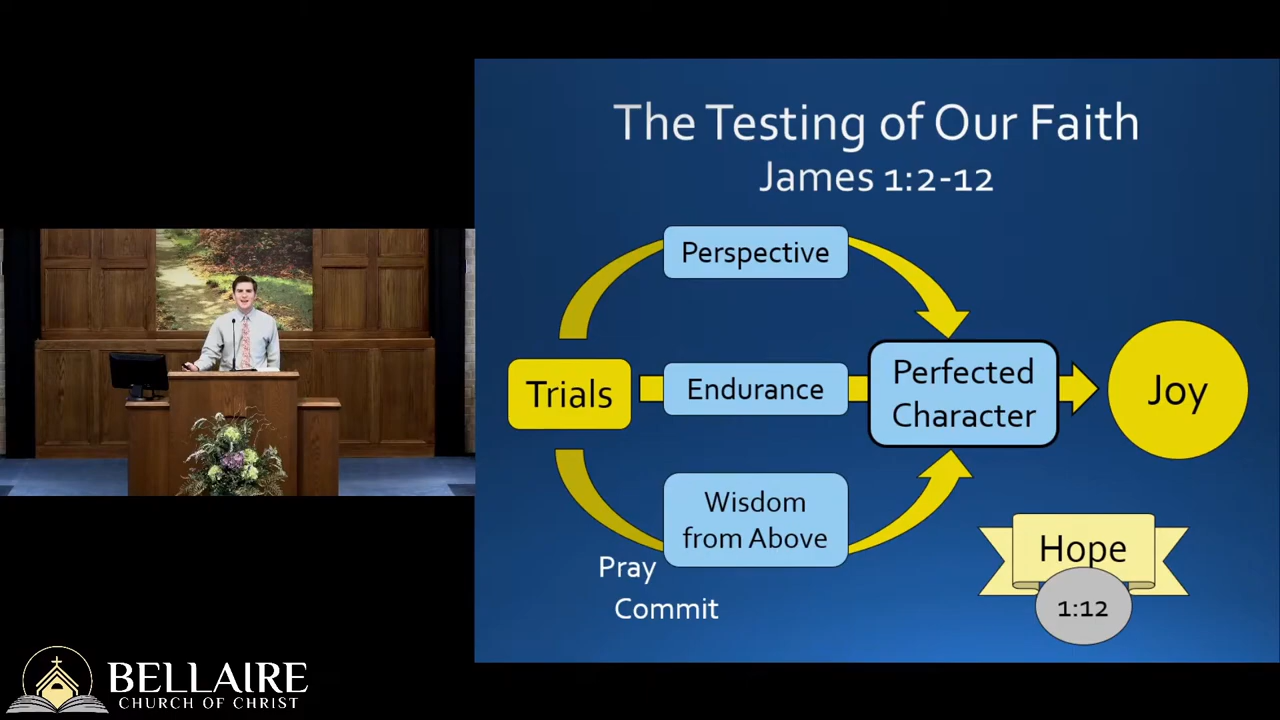 The Testing of Our Faith
James 1:2-12
Perspective
Trials
Endurance
Perfected
Character
Joy
Wisdom
from Above
Pray
Commit
Hope
1:12
BELLAIRE
CHURCH OF CHRIST